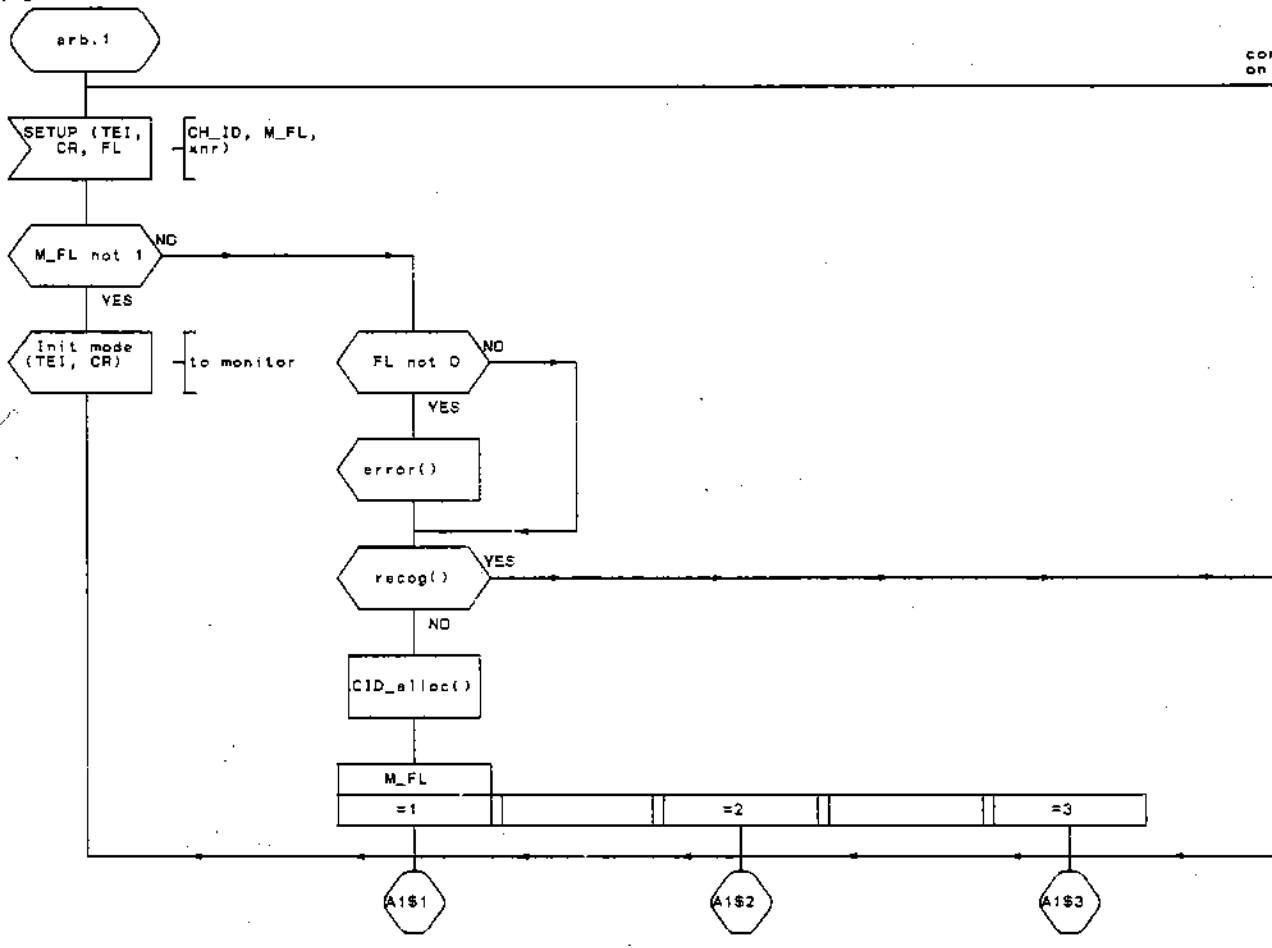 arb.1
SETUP (TEI,
CR, FL
CH_ID, M_FL,
xnr)
M_FL not 1
NO
YES
Init mode
(TEI, CR)
to monitor
FL not 0
NO
YES
error()
recog()
YES
NO
CID_alloc()
M_FL
=1
=2
=3
A1$1
A1$2
A1$3
on